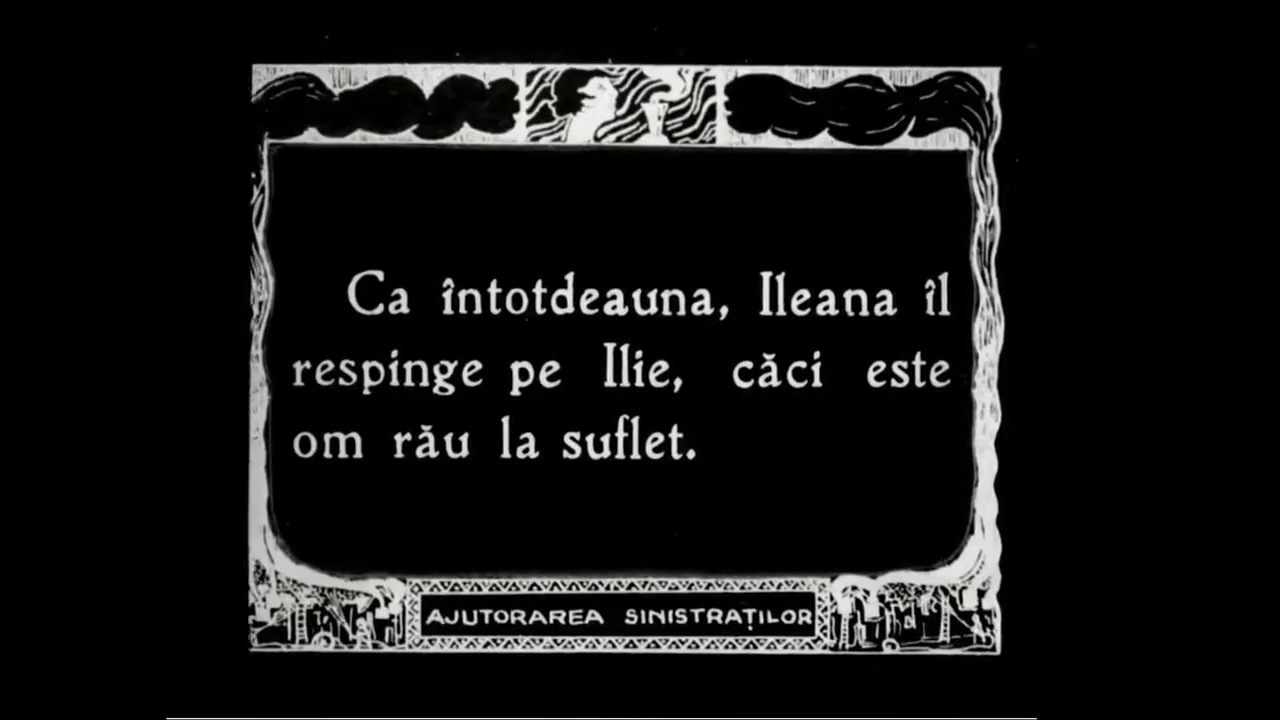 Ca întotdeauna, Ileana îl
respinge pe Ilie, căci este
om rău la suflet.
AJUTORAREA SINISTRAȚILOR